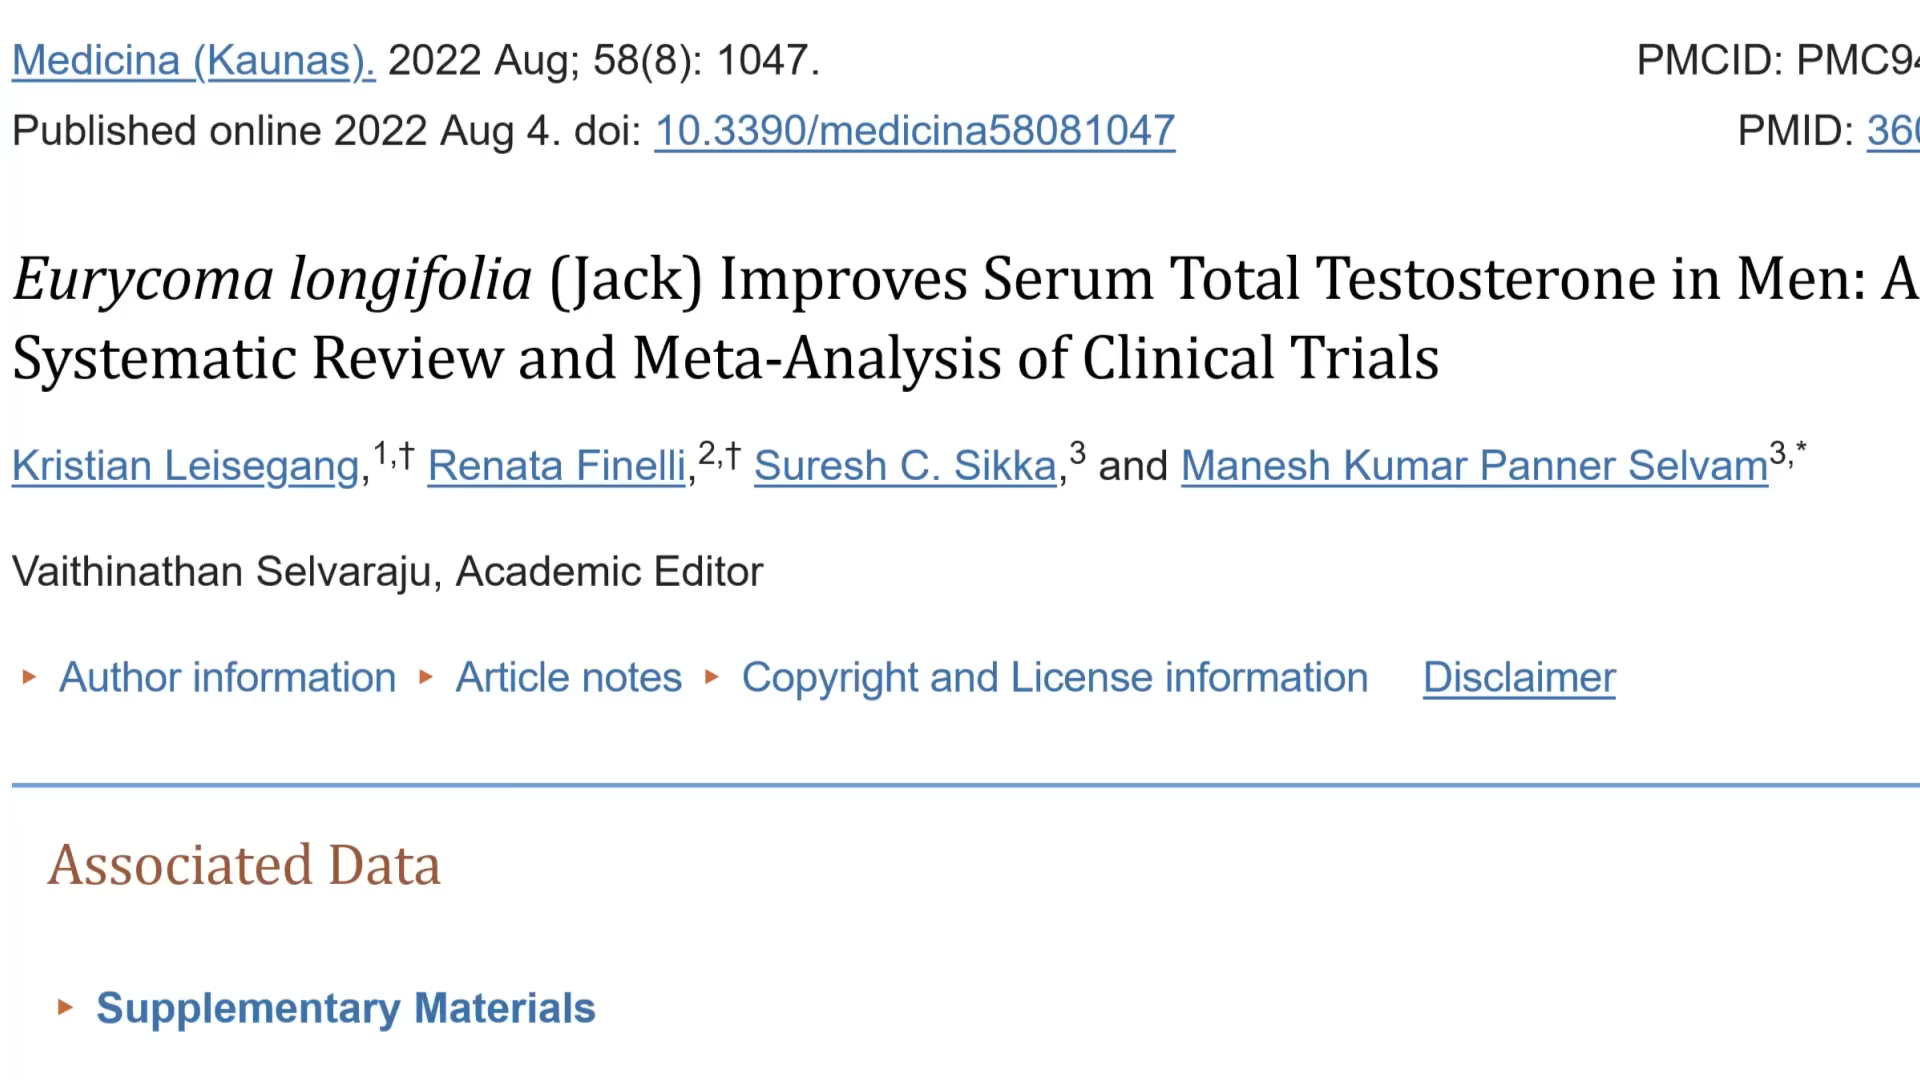 Medicina (Kaunas). 2022 Aug; 58(8): 1047.
PMCID: PMC94
Published online 2022 Aug 4. doi: 10.3390/medicina58081047
PMID: 360
Eurycoma longifolia (Jack) Improves Serum Total Testosterone in Men: A
Systematic Review and Meta-Analysis of Clinical Trials
Kristian Leisegang,1,† Renata Finelli,2,† Suresh C. Sikka,3 and Manesh Kumar Panner Selvam3,*
Vaithinathan Selvaraju, Academic Editor
▸ Author information ▸ Article notes ▸ Copyright and License information Disclaimer
Associated Data
▸ Supplementary Materials